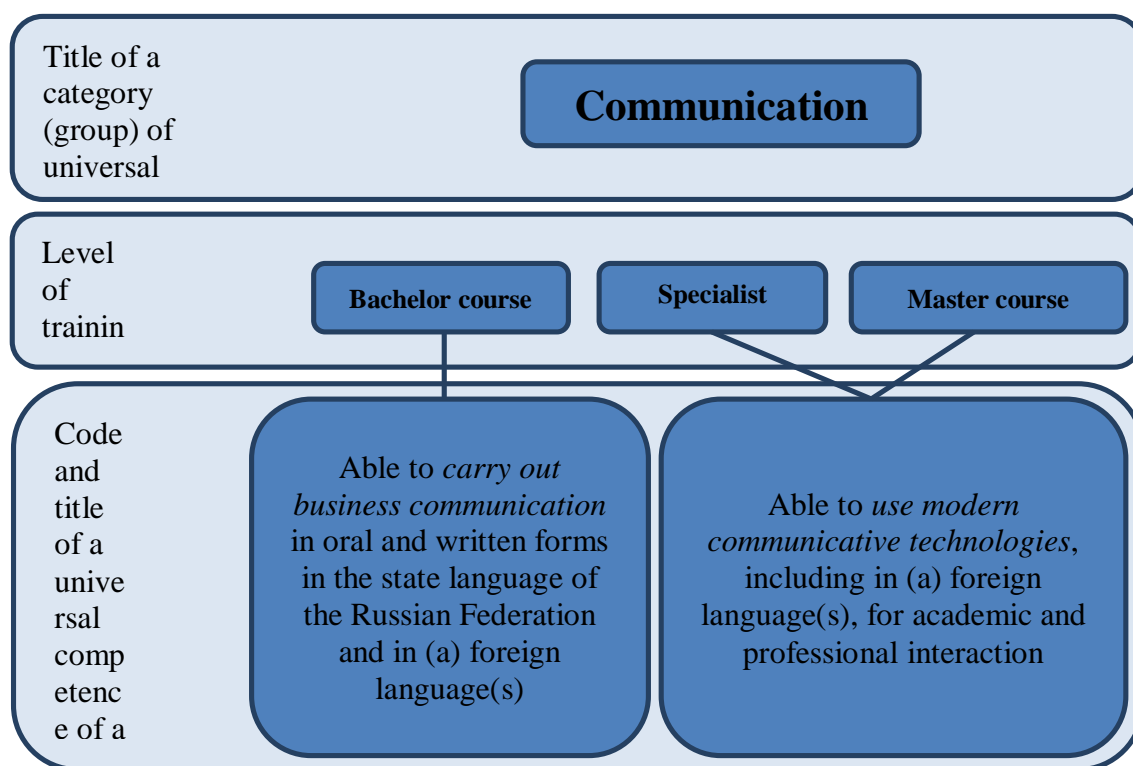 Title of a
category
(group) of
universal
Communication
Level
of
trainin
Bachelor course
Specialist
Master course
Code
and
title
of a
unive
rsal
comp
etenc
e of a
Able to carry out
business communication
in oral and written forms
in the state language of
the Russian Federation
and in (a) foreign
language(s)
Able to use modern
communicative technologies,
including in (a) foreign
language(s), for academic and
professional interaction